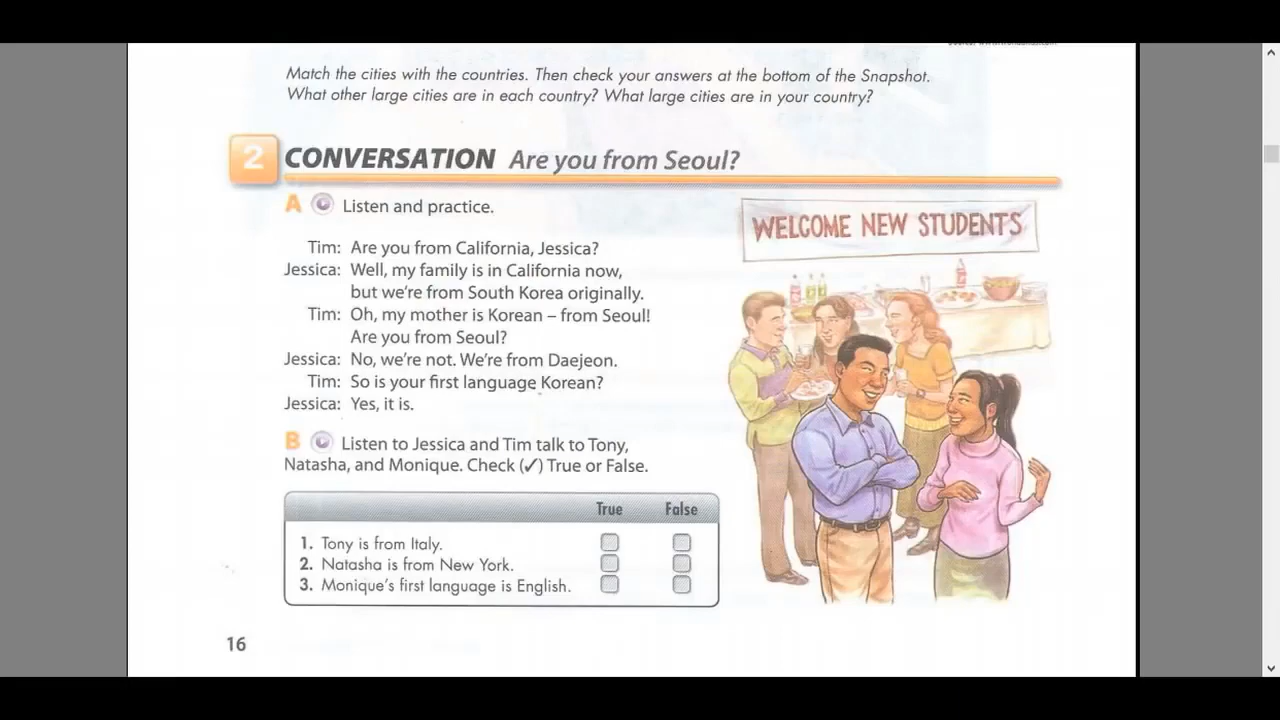 Match the cities with the countries. Then check your answers at the bottom of the Snapshot.
What other large cities are in each country? What large cities are in your country?
2 CONVERSATION Are you from Seoul?
A Listen and practice.
Tim: Are you from California, Jessica?
Jessica: Well, my family is in California now,
but we're from South Korea originally.
Tim: Oh, my mother is Korean – from Seoul!
Are you from Seoul?
Jessica: No, we're not. We're from Daejeon.
Tim: So is your first language Korean?
Jessica: Yes, it is.
B Listen to Jessica and Tim talk to Tony,
Natasha, and Monique. Check (✓) True or False.
True False
1. Tony is from Italy.
2. Natasha is from New York.
3. Monique's first language is English.
WELCOME NEW STUDENTS
16